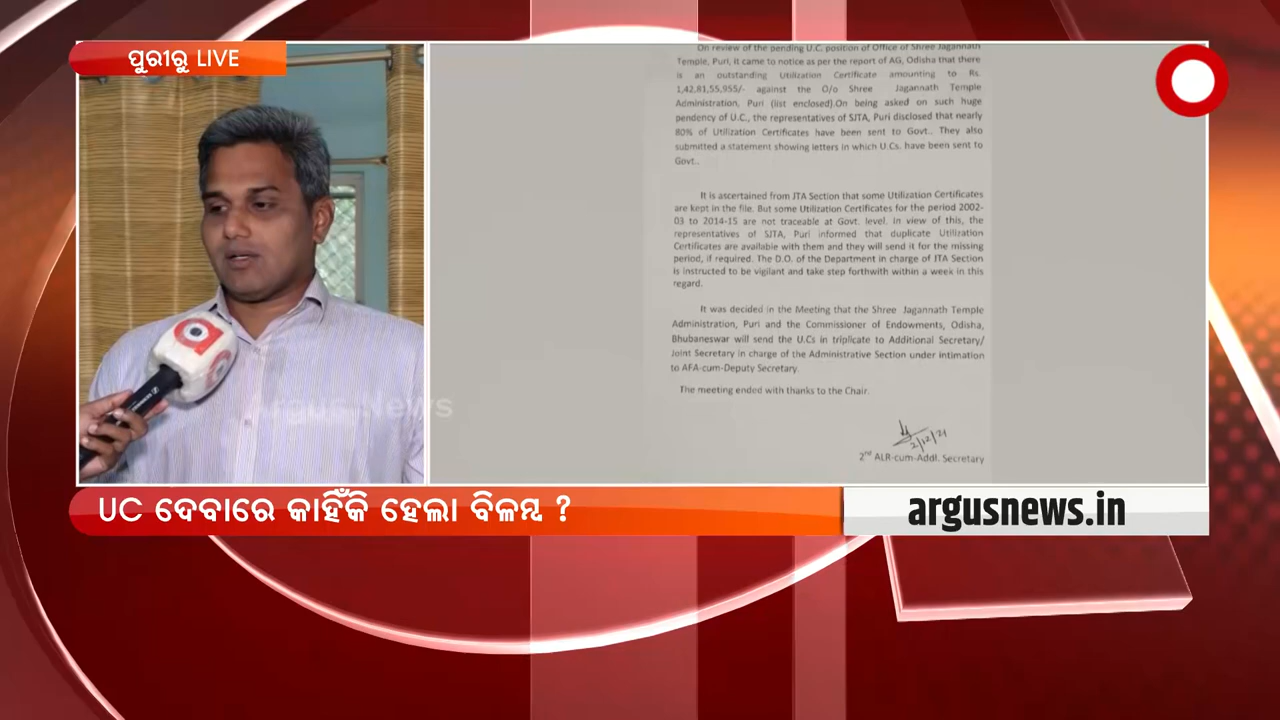 ପୁରୀରୁ LIVE
On review of the pending U.C. position of Office of Shree Jagannath
Temple, Puri, it came to notice as per the report of AG, Odisha that there
is an outstanding Utilization Certificate amounting to Rs.
1,42,81,55,955/- against the O/o Shree Jagannath Temple
Administration, Puri (list enclosed).On being asked on such huge
pendency of U.C., the representatives of SJTA, Puri disclosed that nearly
80% of Utilization Certificates have been sent to Govt.. They also
submitted a statement showing letters in which U.Cs. have been sent to
Govt..
It is ascertained from JTA Section that some Utilization Certificates
are kept in the file. But some Utilization Certificates for the period 2002-
03 to 2014-15 are not traceable at Govt. level. In view of this, the
representatives of SJTA, Puri informed that duplicate Utilization
Certificates are available with them and they will send it for the missing
period, if required. The D.O. of the Department in charge of JTA Section
is instructed to be vigilant and take step forthwith within a week in this
regard.
It was decided in the Meeting that the Shree Jagannath Temple
Administration, Puri and the Commissioner of Endowments, Odisha,
Bhubaneswar will send the U.Cs in triplicate to Additional Secretary/
Joint Secretary in charge of the Administrative Section under intimation
to AFA-cum-Deputy Secretary.
The meeting ended with thanks to the Chair.
2/12/21
2nd ALR-cum-Addl. Secretary
Argus News
UC ଦେବାରେ କାହିଁକି ହେଲା ବିଳମ୍ବ ?
argusnews.in